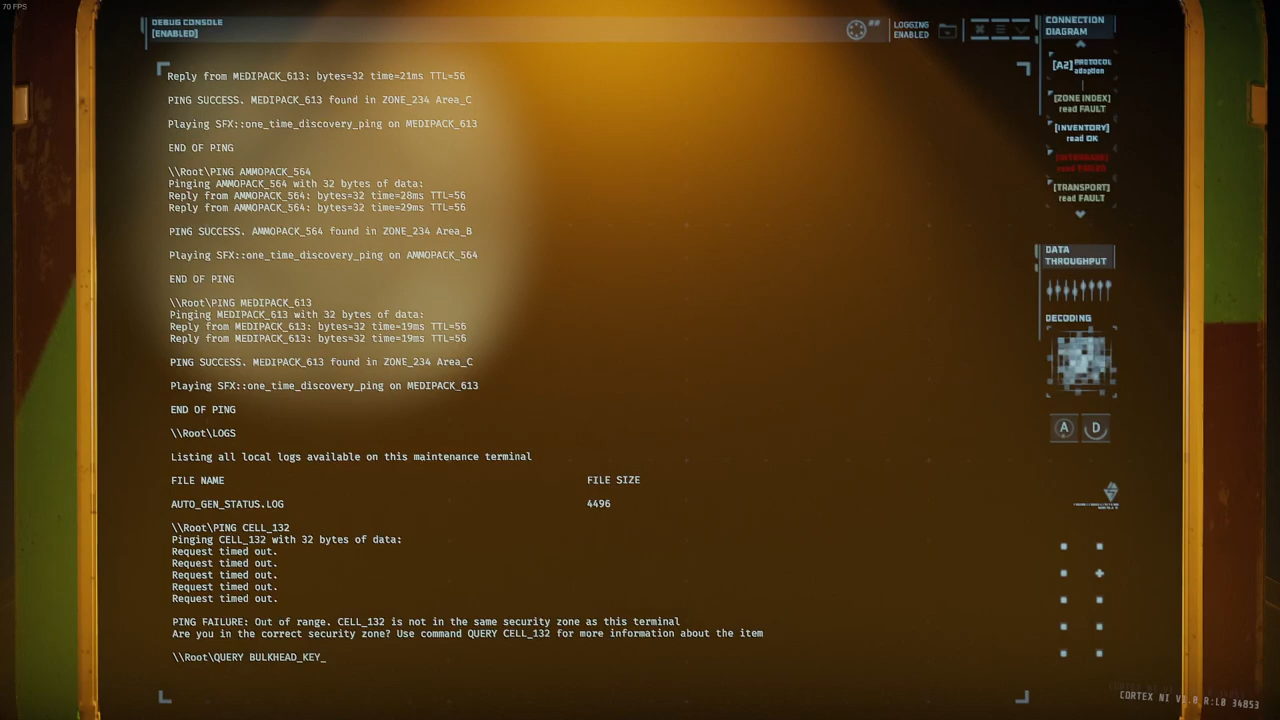 70 FPS
DEBUG CONSOLE
[ENABLED]
LOGGING
ENABLED
Reply from MEDIPACK_613: bytes=32 time=21ms TTL=56
PING SUCCESS. MEDIPACK_613 found in ZONE_234 Area_C
Playing SFX::one_time_discovery_ping on MEDIPACK_613
END OF PING
\\Root\PING AMMOPACK_564
Pinging AMMOPACK_564 with 32 bytes of data:
Reply from AMMOPACK_564: bytes=32 time=28ms TTL=56
Reply from AMMOPACK_564: bytes=32 time=29ms TTL=56
PING SUCCESS. AMMOPACK_564 found in ZONE_234 Area_B
Playing SFX::one_time_discovery_ping on AMMOPACK_564
END OF PING
\\Root\PING MEDIPACK_613
Pinging MEDIPACK_613 with 32 bytes of data:
Reply from MEDIPACK_613: bytes=32 time=19ms TTL=56
Reply from MEDIPACK_613: bytes=32 time=19ms TTL=56
PING SUCCESS. MEDIPACK_613 found in ZONE_234 Area_C
Playing SFX::one_time_discovery_ping on MEDIPACK_613
END OF PING
\\Root\LOGS
Listing all local logs available on this maintenance terminal
FILE NAME FILE SIZE
AUTO_GEN_STATUS.LOG 4496
\\Root\PING CELL_132
Pinging CELL_132 with 32 bytes of data:
Request timed out.
Request timed out.
Request timed out.
Request timed out.
Request timed out.
PING FAILURE: Out of range. CELL_132 is not in the same security zone as this terminal
Are you in the correct security zone? Use command QUERY CELL_132 for more information about the item
\\Root\QUERY BULKHEAD_KEY_
CONNECTION
DIAGRAM
[A2] PROTOCOL
adaption
[ZONE INDEX]
read FAULT
[INVENTORY]
read OK
read FAILED
[TRANSPORT]
read FAULT
DATA
THROUGHPUT
DECODING
A D
CORTEX NI V1.8 R:L0 34853